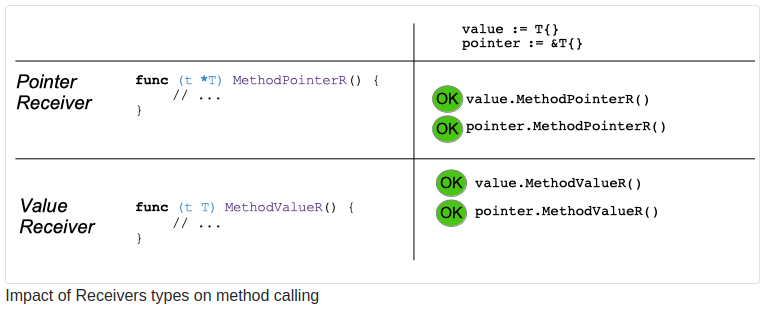 value := T{}
pointer := &T{}
Pointer
Receiver
func (t *T) MethodPointerR() {
// ...
}
OK value.MethodPointerR()
OK pointer.MethodPointerR()
Value
Receiver
func (t T) MethodValueR() {
// ...
}
OK value.MethodValueR()
OK pointer.MethodValueR()
Impact of Receivers types on method calling